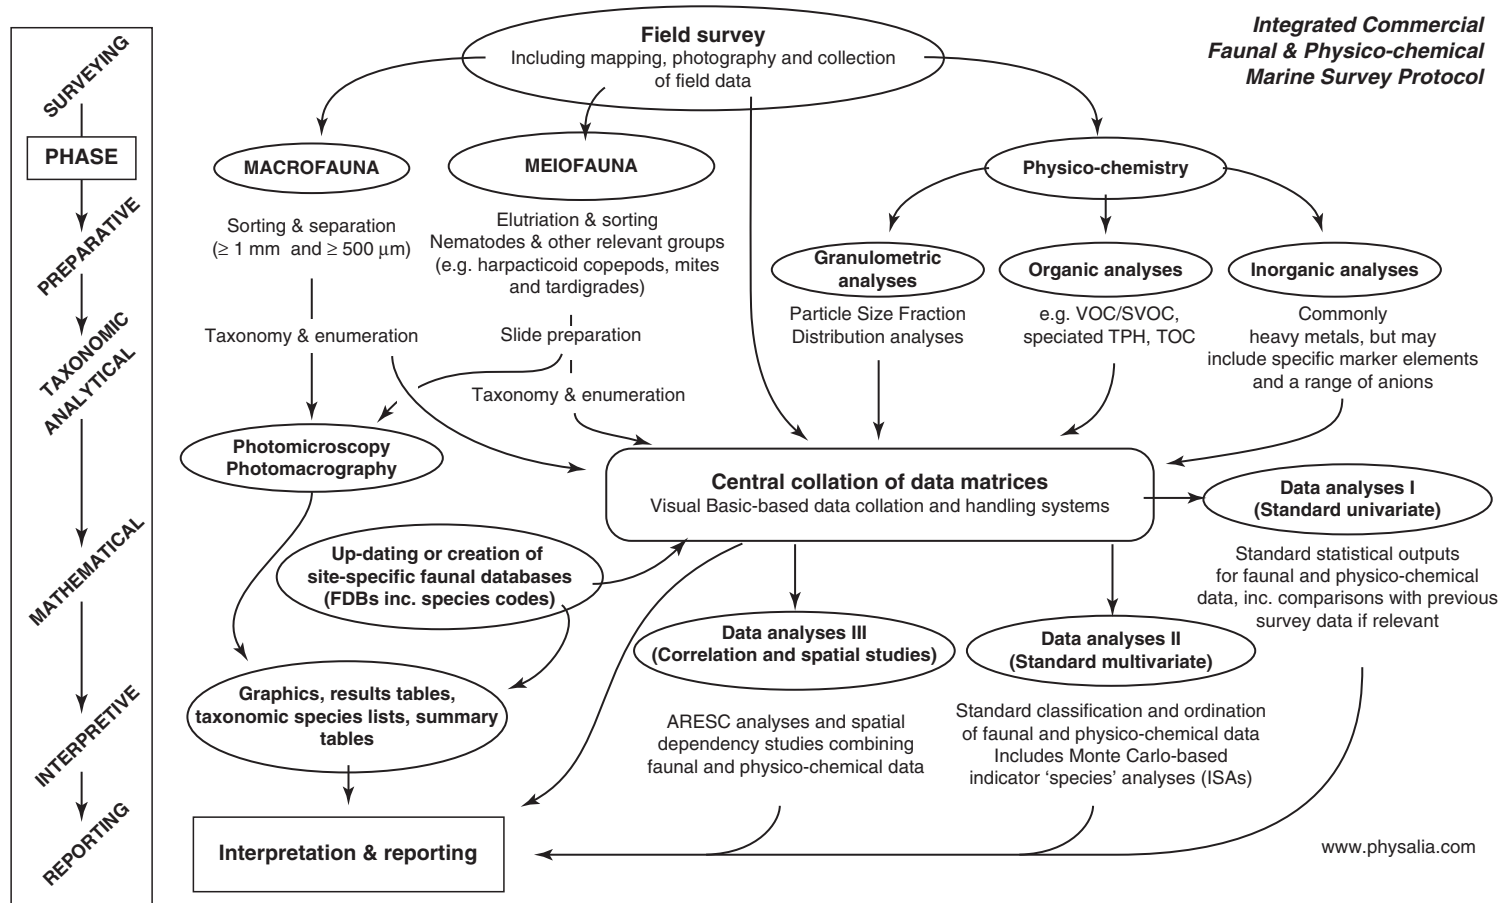 Integrated Commercial
Faunal & Physico-chemical
Marine Survey Protocol
SURVEYING
PHASE
PREPARATIVE
TAXONOMIC
ANALYTICAL
MATHEMATICAL
INTERPRETIVE
REPORTING
Field survey
Including mapping, photography and collection
of field data
MACROFAUNA
Sorting & separation
(≥ 1 mm and ≥ 500 μm)
Taxonomy & enumeration
MEIOFAUNA
Elutriation & sorting
Nematodes & other relevant groups
(e.g. harpacticoid copepods, mites
and tardigrades)
Slide preparation
Taxonomy & enumeration
Physico-chemistry
Granulometric
analyses
Particle Size Fraction
Distribution analyses
Organic analyses
e.g. VOC/SVOC,
speciated TPH, TOC
Inorganic analyses
Commonly
heavy metals, but may
include specific marker elements
and a range of anions
Photomicroscopy
Photomacrography
Central collation of data matrices
Visual Basic-based data collation and handling systems
Data analyses I
(Standard univariate)
Standard statistical outputs
for faunal and physico-chemical
data, inc. comparisons with previous
survey data if relevant
Up-dating or creation of
site-specific faunal databases
(FDBs inc. species codes)
Data analyses III
(Correlation and spatial studies)
ARESC analyses and spatial
dependency studies combining
faunal and physico-chemical data
Data analyses II
(Standard multivariate)
Standard classification and ordination
of faunal and physico-chemical data
Includes Monte Carlo-based
indicator ‘species’ analyses (ISAs)
Graphics, results tables,
taxonomic species lists, summary
tables
Interpretation & reporting
www.physalia.com